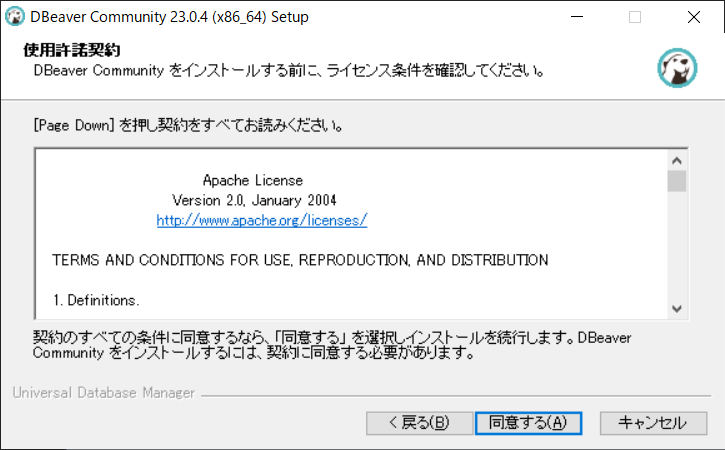 DBeaver Community 23.0.4 (x86_64) Setup
使用許諾契約
DBeaver Community をインストールする前に、ライセンス条件を確認してください。
[Page Down] を押し契約をすべてお読みください。
Apache License
Version 2.0, January 2004
http://www.apache.org/licenses/
TERMS AND CONDITIONS FOR USE, REPRODUCTION, AND DISTRIBUTION
1. Definitions.
契約のすべての条件に同意するなら、「同意する」 を選択しインストールを続行します。DBeaver
Community をインストールするには、契約に同意する必要があります。
Universal Database Manager
< 戻る(B)
同意する(A)
キャンセル